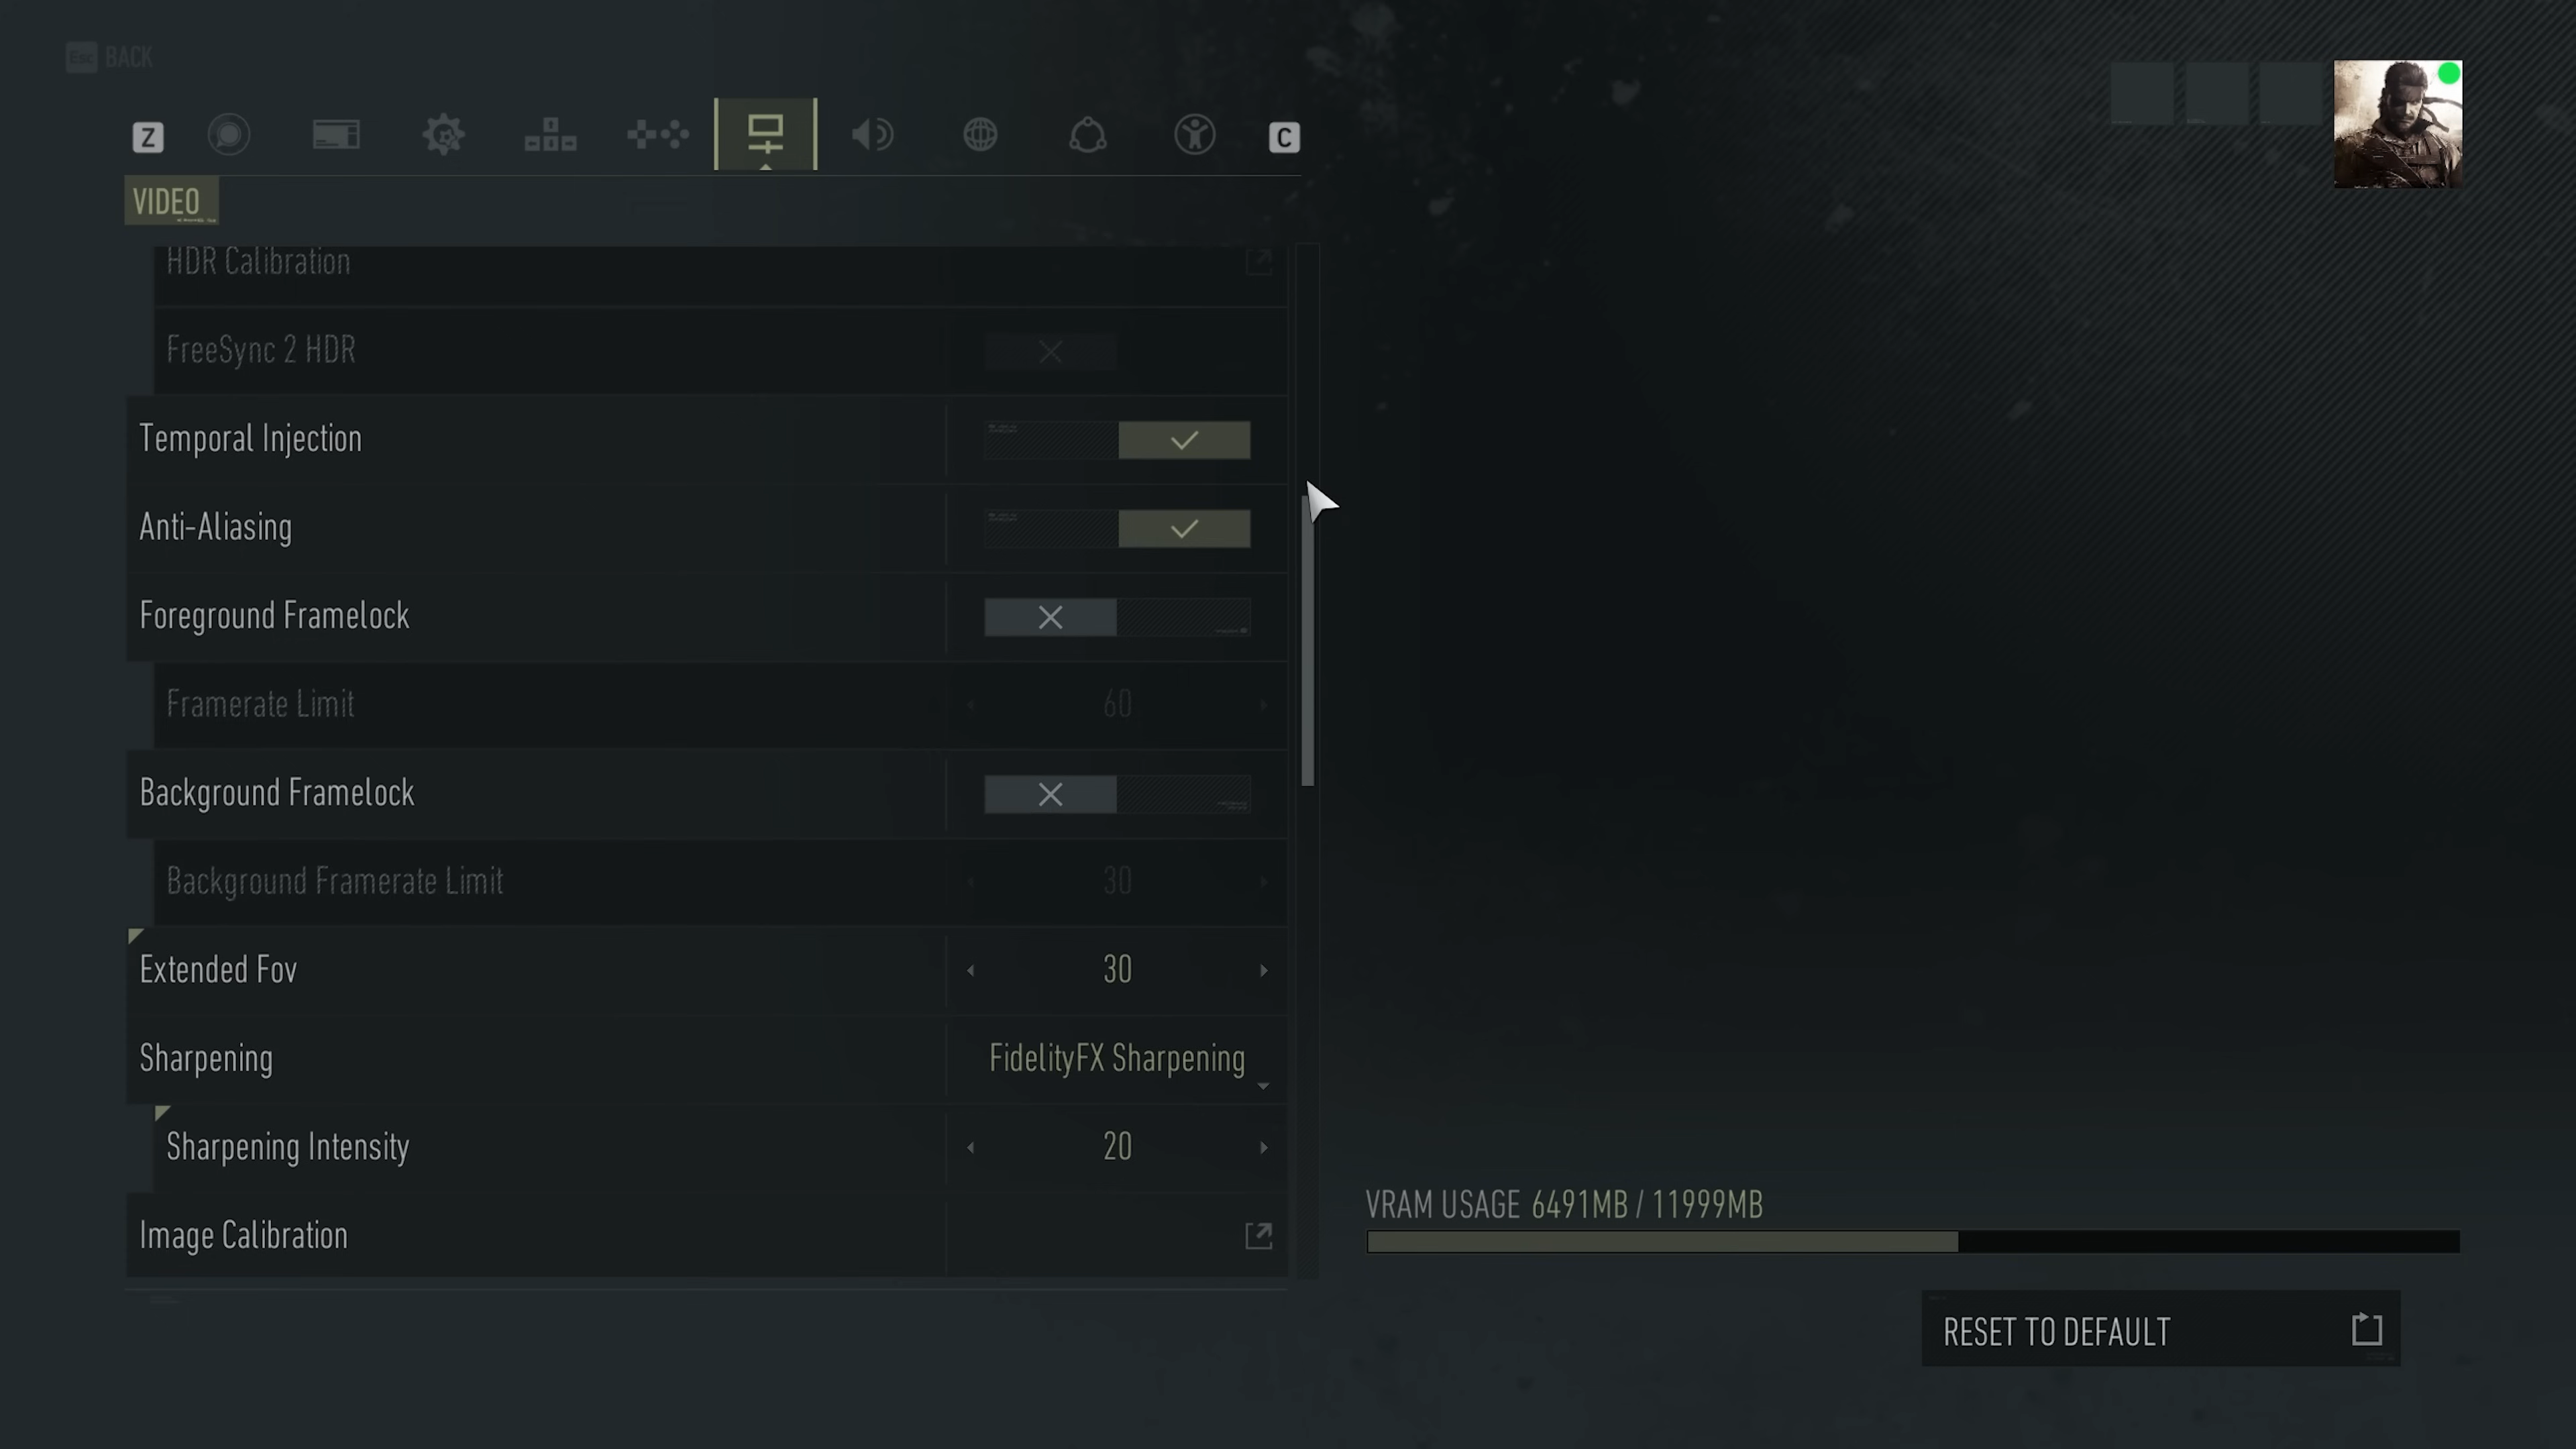 Esc BACK
Z
C
VIDEO
HDR Calibration
FreeSync 2 HDR
Temporal Injection
Anti-Aliasing
Foreground Framelock
Framerate Limit 60
Background Framelock
Background Framerate Limit 30
Extended Fov 30
Sharpening FidelityFX Sharpening
Sharpening Intensity 20
Image Calibration
VRAM USAGE 6491MB / 11999MB
RESET TO DEFAULT